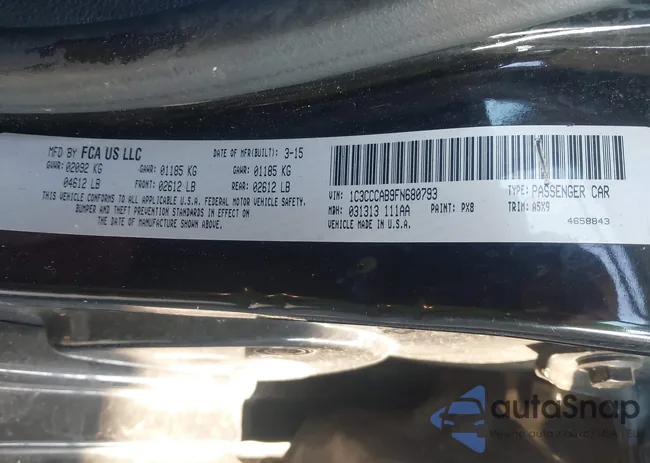 MFD BY FCA US LLC DATE OF MFR(BUILT): 3-15
GVWR: 02092 KG GAWR: 01185 KG GAWR: 01185 KG
04612 LB FRONT: 02612 LB REAR: 02612 LB
THIS VEHICLE CONFORMS TO ALL APPLICABLE U.S.A. FEDERAL MOTOR VEHICLE SAFETY,
BUMPER AND THEFT PREVENTION STANDARDS IN EFFECT ON
THE DATE OF MANUFACTURE SHOWN ABOVE.
VIN: 1C3CCCAB9FN680793 TYPE: PASSENGER CAR
MDH: 031313 111AA PAINT: PX8 TRIM: A5X9
VEHICLE MADE IN U.S.A. 4658843
autoSnap